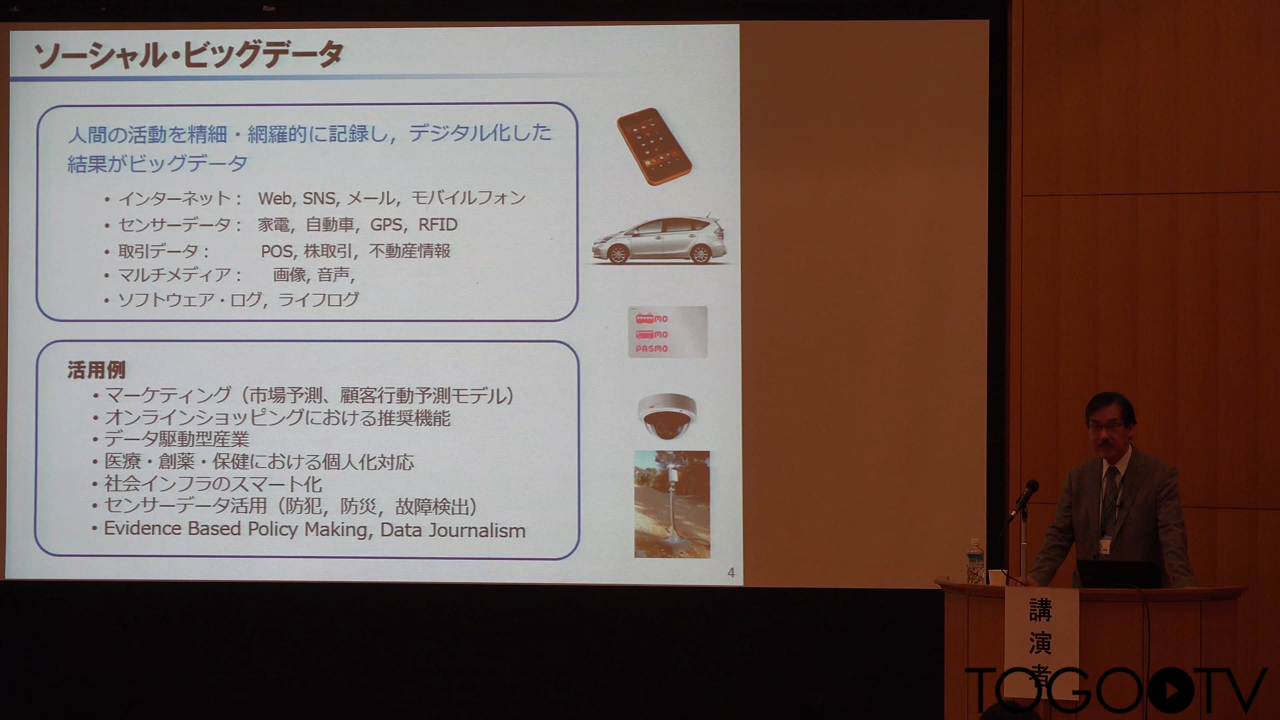 ソーシャル・ビッグデータ
人間の活動を精細・網羅的に記録し，デジタル化した
結果がビッグデータ
・インターネット： Web, SNS, メール，モバイルフォン
・センサーデータ： 家電，自動車，GPS，RFID
・取引データ： POS, 株取引，不動産情報
・マルチメディア： 画像, 音声,
・ソフトウェア・ログ，ライフログ
活用例
・マーケティング（市場予測、顧客行動予測モデル）
・オンラインショッピングにおける推奨機能
・データ駆動型産業
・医療・創薬・保健における個人化対応
・社会インフラのスマート化
・センサーデータ活用（防犯，防災，故障検出）
・Evidence Based Policy Making, Data Journalism
PASMO
4
講演者
TOGOTV